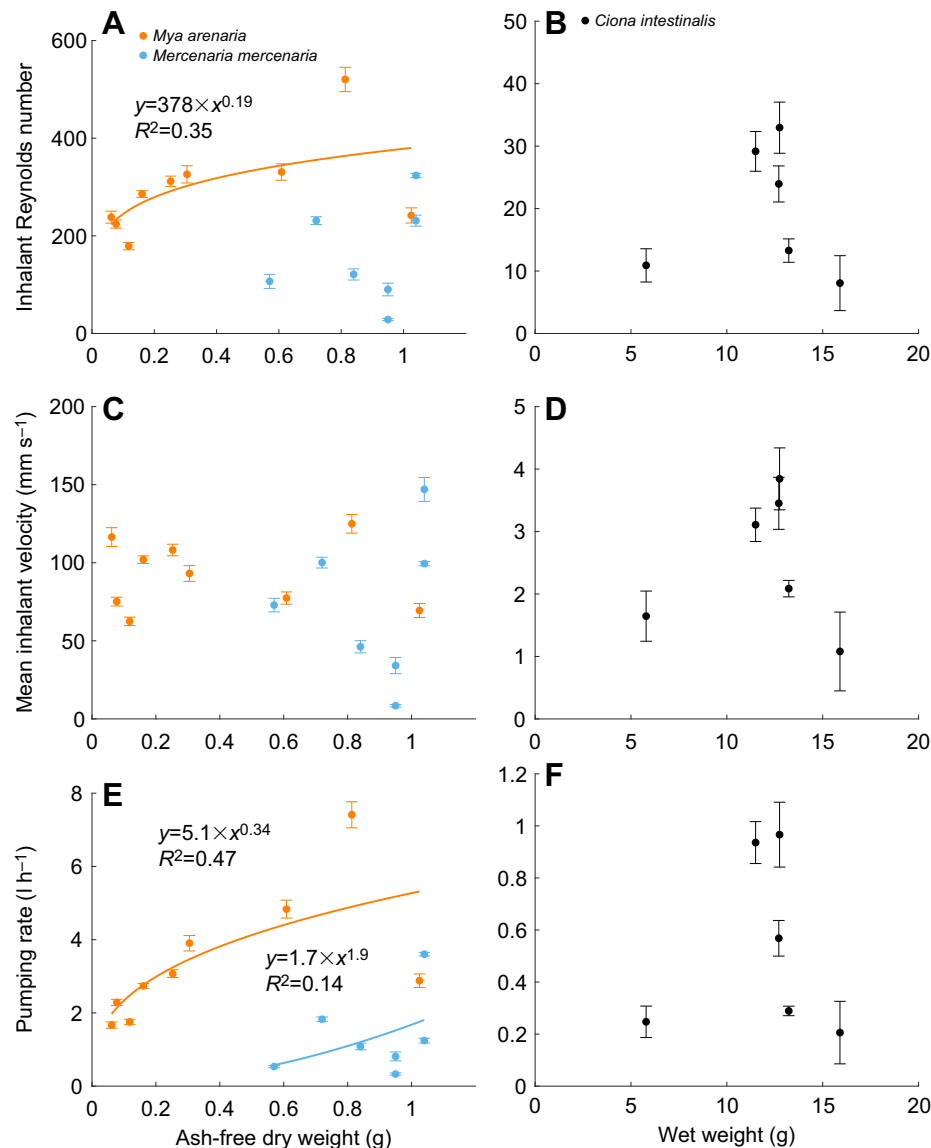 A
Mya arenaria
Mercenaria mercenaria
y=378×x^0.19
R²=0.35
Inhalant Reynolds number
600
400
200
0
0 0.2 0.4 0.6 0.8 1
B
Ciona intestinalis
50
40
30
20
10
0
0 5 10 15 20
C
Mean inhalant velocity (mm s⁻¹)
200
150
100
50
0
0 0.2 0.4 0.6 0.8 1
D
5
4
3
2
1
0
0 5 10 15 20
E
y=5.1×x^0.34
R²=0.47
y=1.7×x^1.9
R²=0.14
Pumping rate (l h⁻¹)
8
6
4
2
0
0 0.2 0.4 0.6 0.8 1
Ash-free dry weight (g)
F
1.2
1
0.8
0.6
0.4
0.2
0
0 5 10 15 20
Wet weight (g)